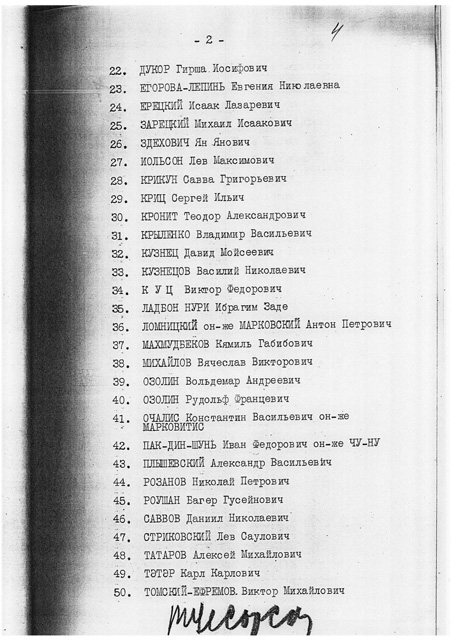 - 2 -
22. ДУКОР Гирша Иосифович
23. ЕГОРОВА-ЛЕПИНЬ Евгения Николаевна
24. ЕРЕЦКИЙ Исаак Лазаревич
25. ЗАРЕЦКИЙ Михаил Исаакович
26. ЗДЕХОВИЧ Ян Янович
27. ИОЛЬСОН Лев Максимович
28. КРИКУН Савва Григорьевич
29. КРИЦ Сергей Ильич
30. КРОНИТ Теодор Александрович
31. КРЫЛЕНКО Владимир Васильевич
32. КУЗНЕЦ Давид Мойсеевич
33. КУЗНЕЦОВ Василий Николаевич
34. К У Ц Виктор Федорович
35. ЛАДБОН НУРИ Ибрагим Заде
36. ЛОМНИЦКИЙ он-же МАРКОВСКИЙ Антон Петрович
37. МАХМУДБЕКОВ Кямиль Габибович
38. МИХАЙЛОВ Вячеслав Викторович
39. ОЗОЛИН Вольдемар Андреевич
40. ОЗОЛИН Рудольф Францевич
41. ОЧАЛИС Константин Васильевич он-же
МАРКОВИТИС
42. ПАК-ДИН-ШУНЬ Иван Федорович он-же ЧУ-НУ
43. ПЛЫШЕВСКИЙ Александр Васильевич
44. РОЗАНОВ Николай Петрович
45. РОУШАН Багер Гусейнович
46. САВВОВ Даниил Николаевич
47. СТРИКОВСКИЙ Лев Саулович
48. ТАТАРОВ Алексей Михайлович
49. ТЭТЭР Карл Карлович
50. ТОМСКИЙ-ЕФРЕМОВ Виктор Михайлович